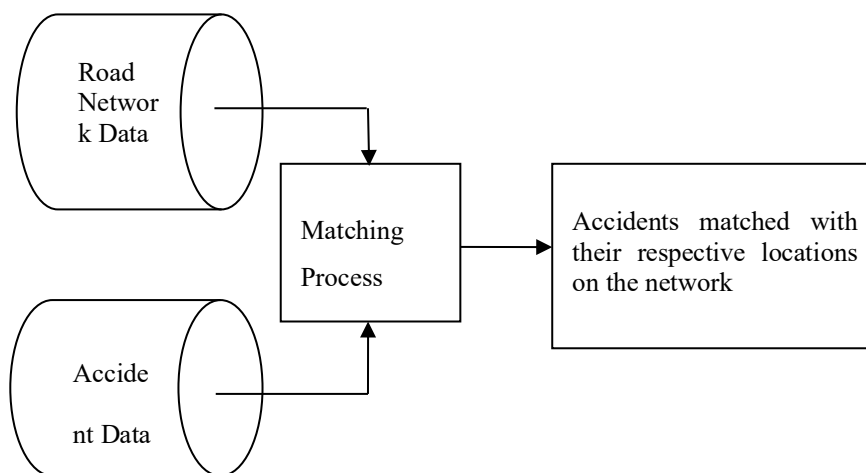 Road
Networ
k Data
Matching
Process
Accidents matched with
their respective locations
on the network
Accide
nt Data